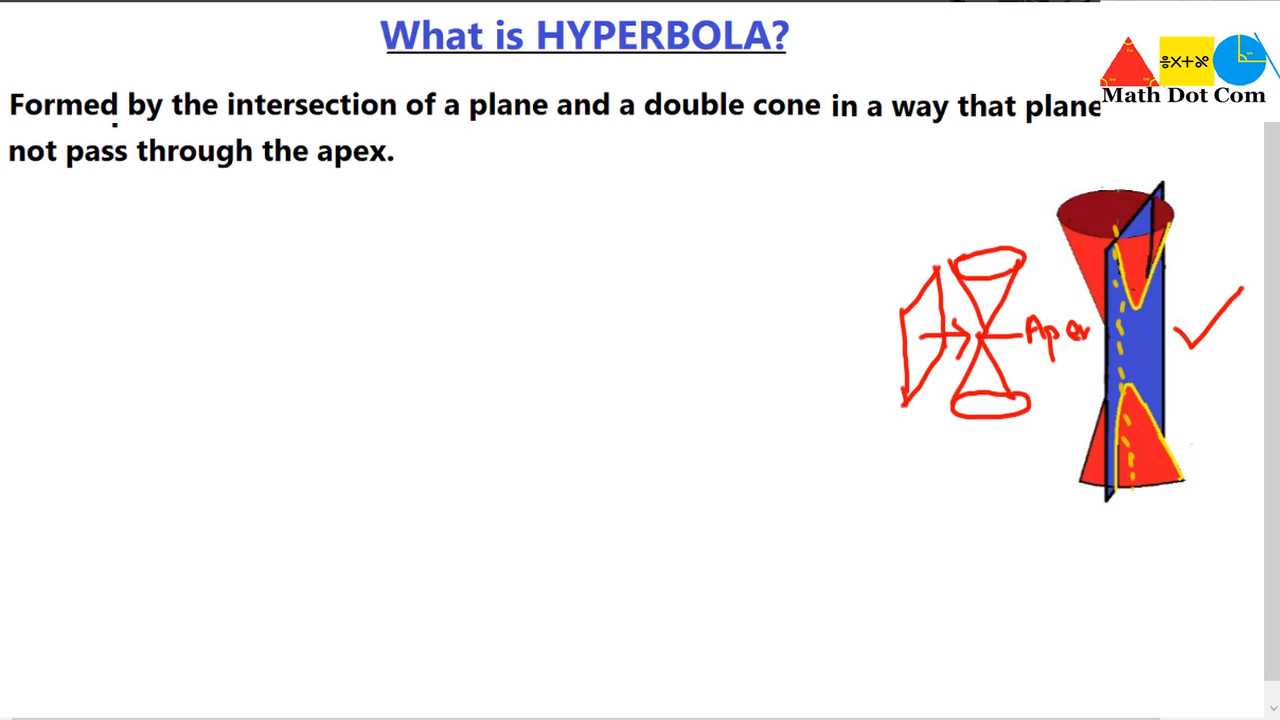 What is HYPERBOLA?
÷×+%
Math Dot Com
Formed by the intersection of a plane and a double cone in a way that plane
not pass through the apex.
Apex